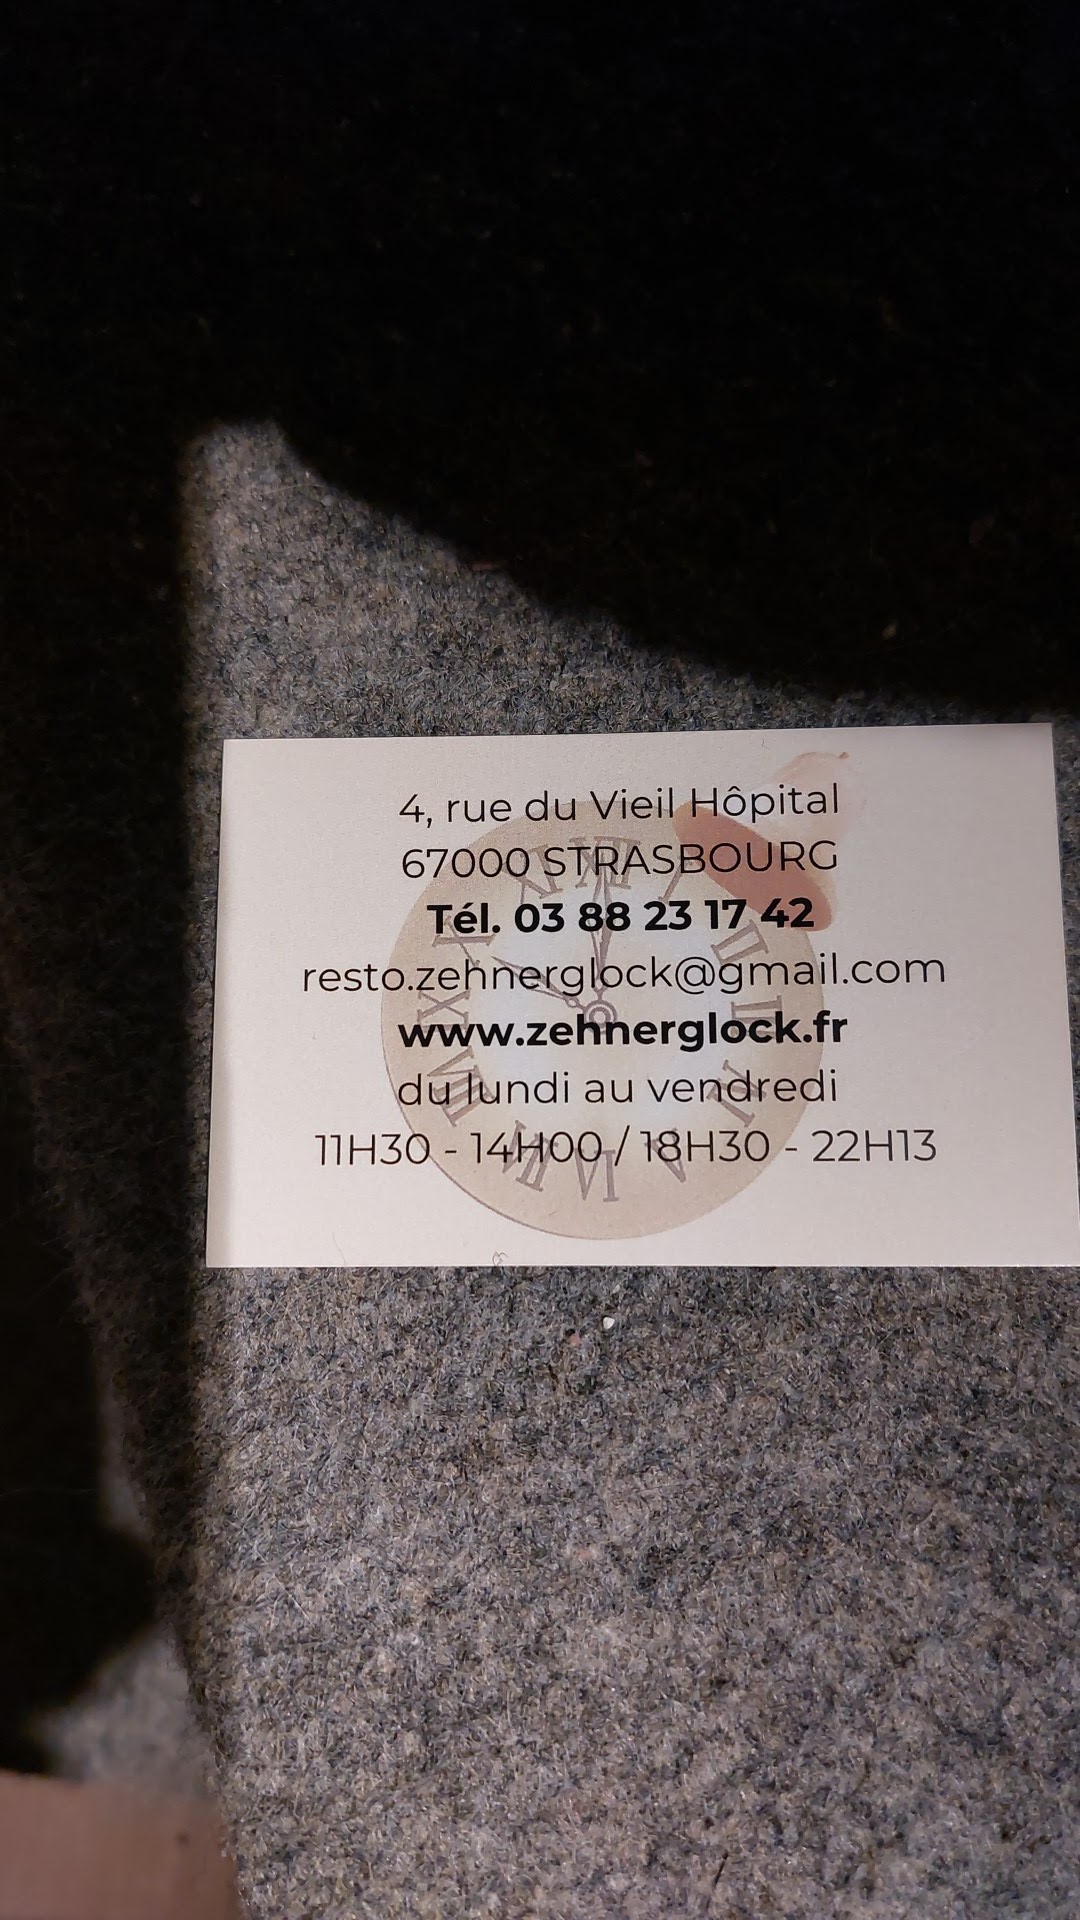 4, rue du Vieil Hôpital
67000 STRASBOURG
Tél. 03 88 23 17 42
resto.zehnerglock@gmail.com
www.zehnerglock.fr
du lundi au vendredi
11H30 - 14H00 / 18H30 - 22H13